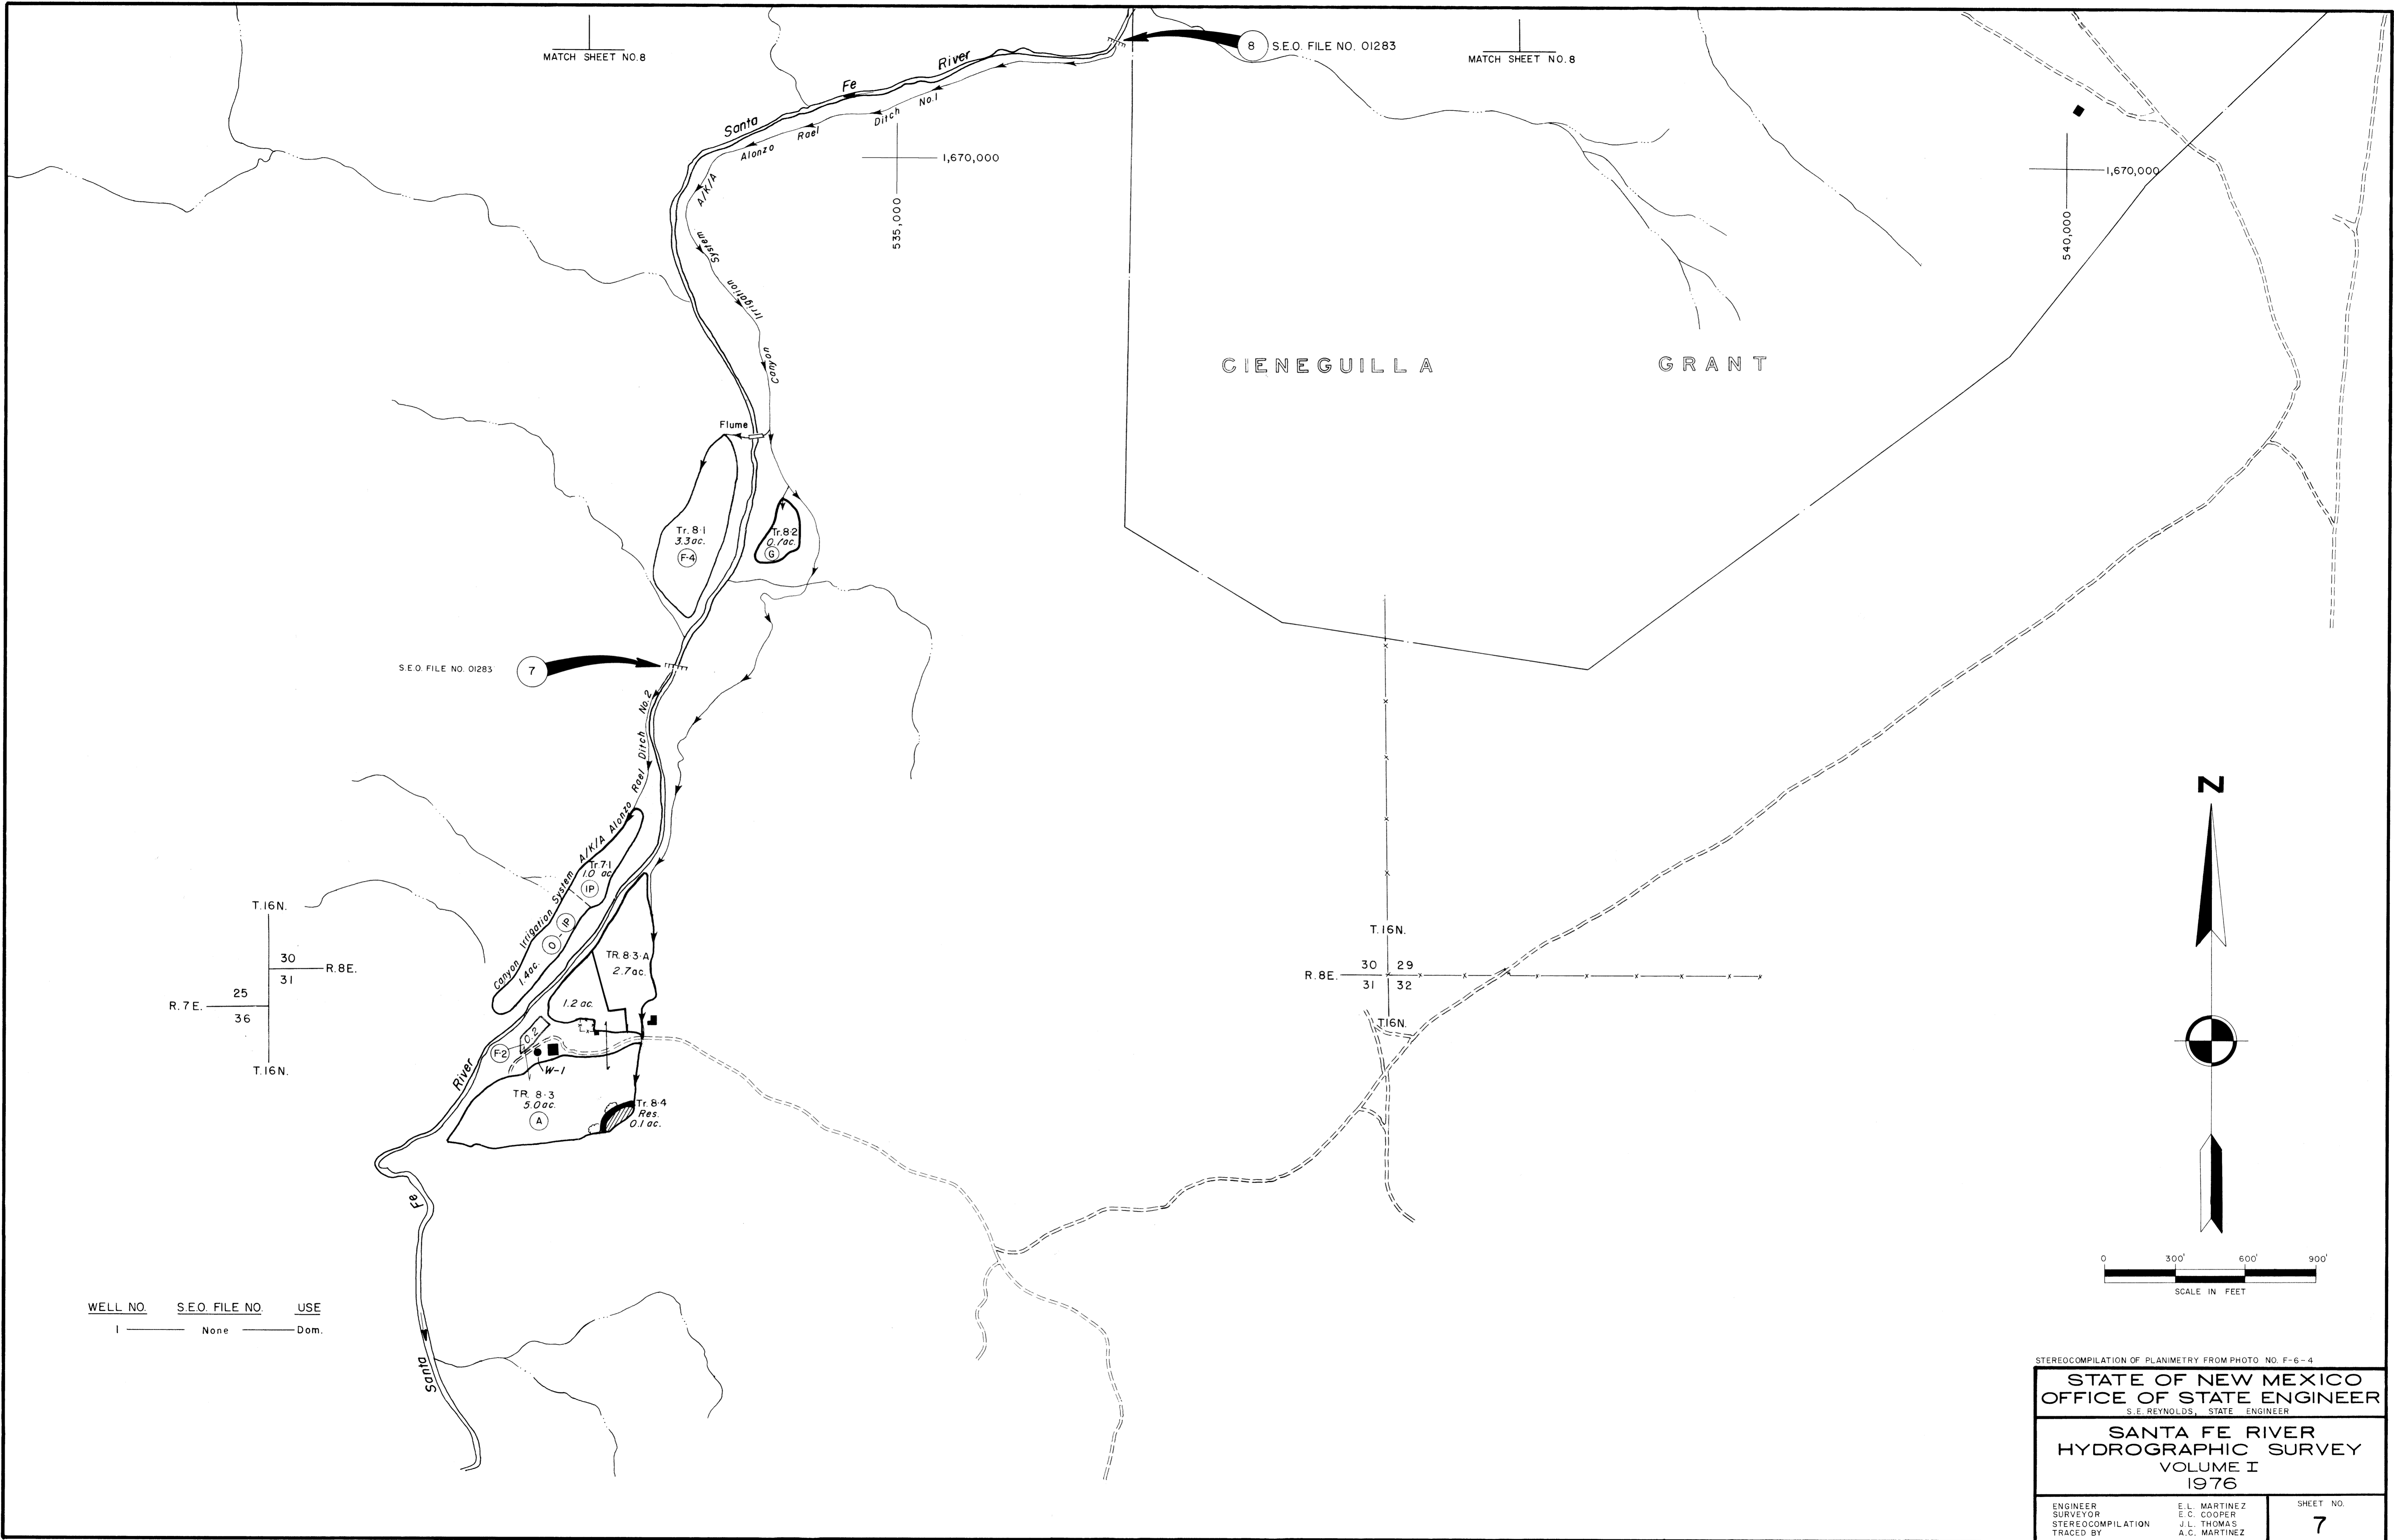 MATCH SHEET NO. 8
8 S.E.O. FILE NO. 01283
MATCH SHEET NO. 8
Santa Fe River
Alonzo Rael Ditch No. 1
A/K/A
Canyon Irrigation System
1,670,000
535,000
1,670,000
540,000
CIENEGUILLA GRANT
Flume
Tr. 8·1
3.3 ac.
F-4
Tr. 8·2
0.1 ac.
G
S.E.O. FILE NO. 01283 7
Canyon Irrigation System A/K/A Alonzo Rael Ditch No. 2
Tr 7·1
1.0 ac
IP
O - IP
1.4 ac.
TR. 8·3·A
2.7 ac.
1.2 ac.
0.2
F-2
W-1
TR. 8-3
5.0 ac.
A
Tr. 8·4
Res.
0.1 ac.
T.16N.
30
R.8E.
31
25
R.7E.
36
T.16N.
T.16N.
30 29
R.8E.
31 32
T.16N.
Santa Fe River
N
0 300' 600' 900'
SCALE IN FEET
WELL NO. S.E.O. FILE NO. USE
1 None Dom.
STEREOCOMPILATION OF PLANIMETRY FROM PHOTO NO. F-6-4
STATE OF NEW MEXICO
OFFICE OF STATE ENGINEER
S.E. REYNOLDS, STATE ENGINEER
SANTA FE RIVER
HYDROGRAPHIC SURVEY
VOLUME I
1976
ENGINEER E.L. MARTINEZ
SURVEYOR E.C. COOPER
STEREOCOMPILATION J.L. THOMAS
TRACED BY A.C. MARTINEZ
SHEET NO.
7